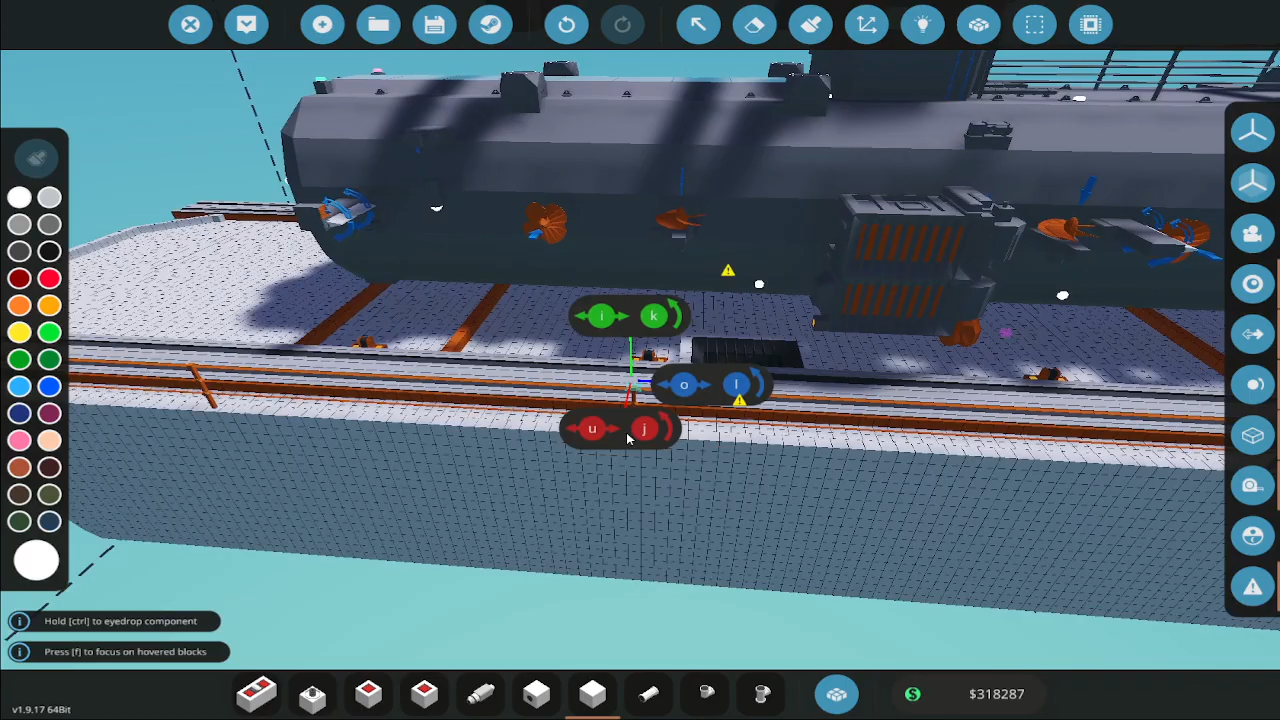 i k
o l
u j
Hold [ctrl] to eyedrop component
Press [f] to focus on hovered blocks
v1.9.17 64Bit
$ $318287